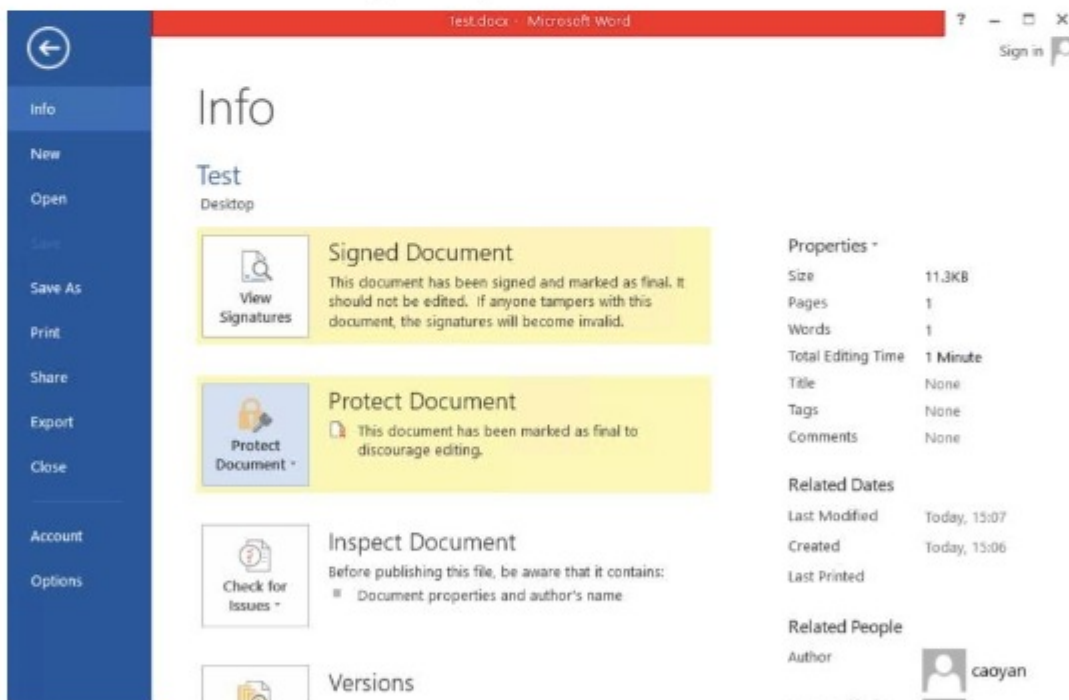 Test.docx - Microsoft Word
?
Sign in
Info
New
Open
Save
Save As
Print
Share
Export
Close
Account
Options
Info
Test
Desktop
View
Signatures
Signed Document
This document has been signed and marked as final. It
should not be edited. If anyone tampers with this
document, the signatures will become invalid.
Protect
Document
Protect Document
This document has been marked as final to
discourage editing.
Check for
Issues
Inspect Document
Before publishing this file, be aware that it contains:
Document properties and author's name
Versions
Properties
Size 11.3KB
Pages 1
Words 1
Total Editing Time 1 Minute
Title None
Tags None
Comments None
Related Dates
Last Modified Today, 15:07
Created Today, 15:06
Last Printed
Related People
Author caoyan